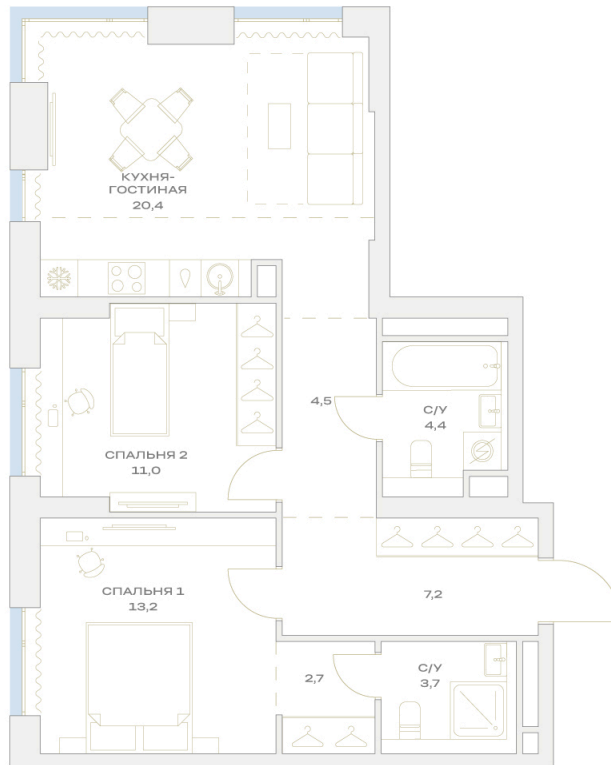 КУХНЯ-
ГОСТИНАЯ
20,4
4,5
С/У
4,4
СПАЛЬНЯ 2
11,0
СПАЛЬНЯ 1
13,2
7,2
2,7
С/У
3,7